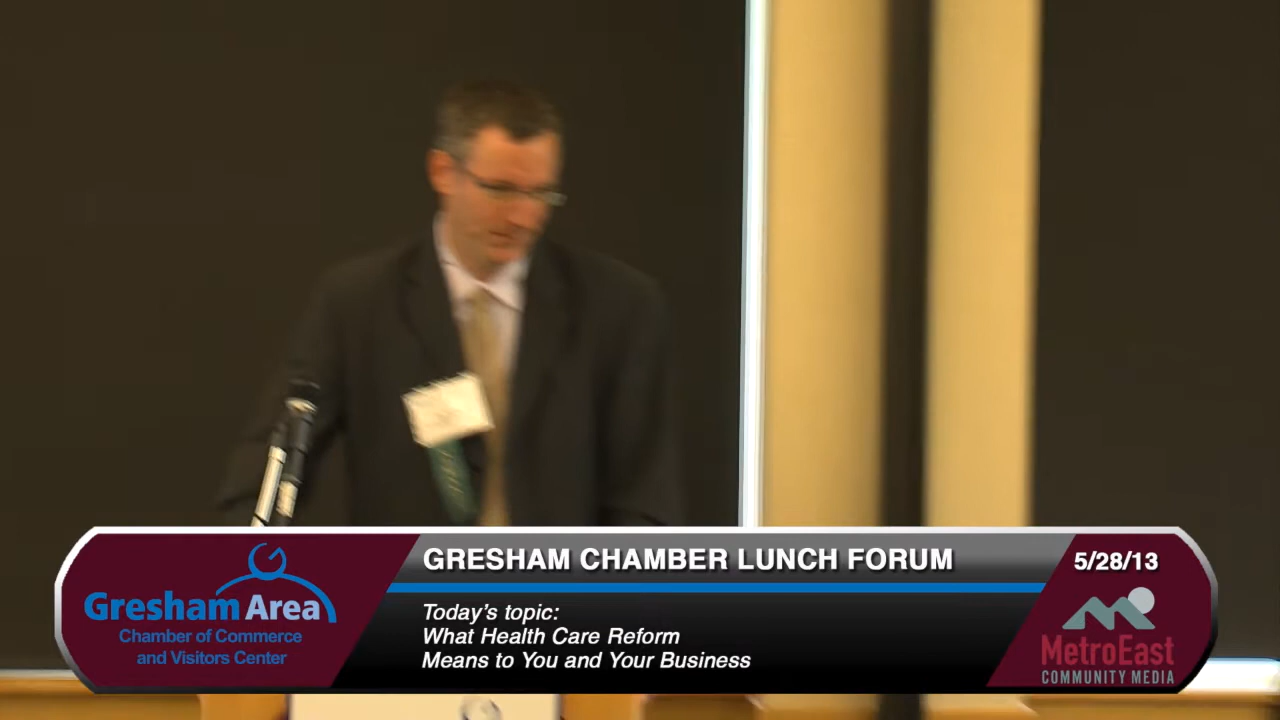 GRESHAM CHAMBER LUNCH FORUM
5/28/13
Gresham Area
Chamber of Commerce
and Visitors Center
Today's topic:
What Health Care Reform
Means to You and Your Business
MetroEast
COMMUNITY MEDIA